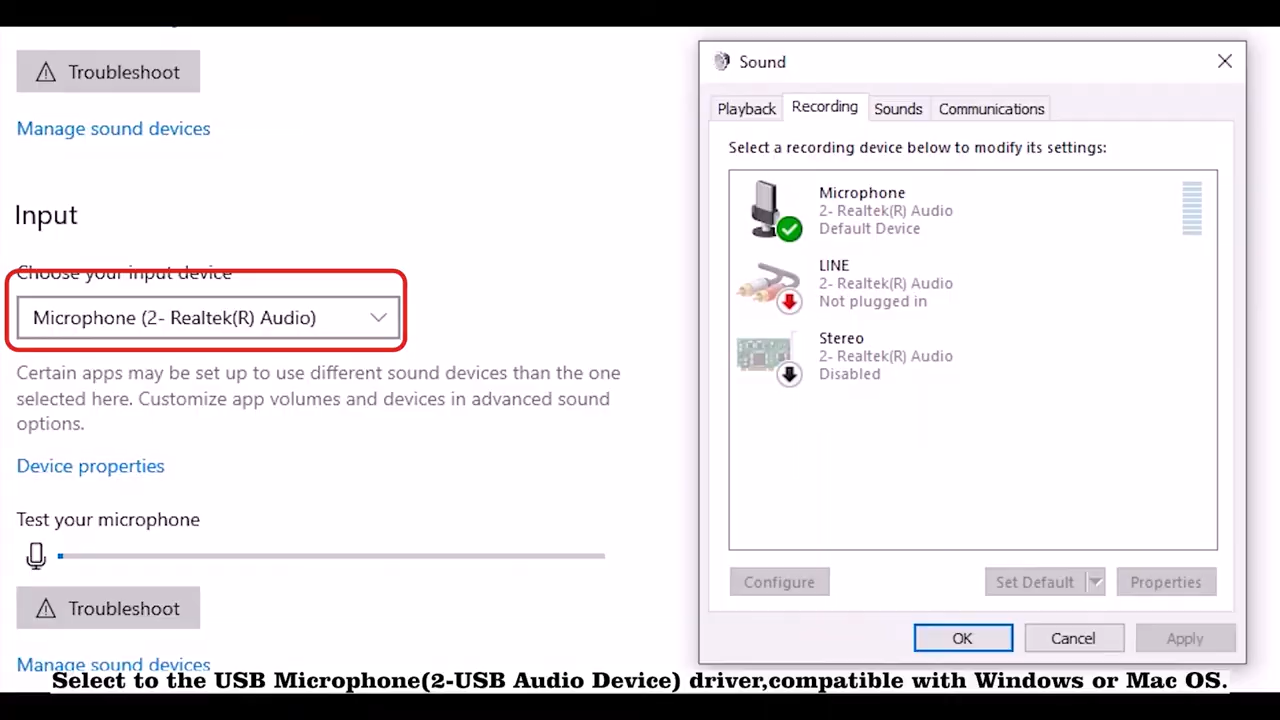 Troubleshoot
Manage sound devices
Input
Choose your input device
Microphone (2- Realtek(R) Audio)
Certain apps may be set up to use different sound devices than the one
selected here. Customize app volumes and devices in advanced sound
options.
Device properties
Test your microphone
Troubleshoot
Manage sound devices
Sound
Playback
Recording
Sounds
Communications
Select a recording device below to modify its settings:
Microphone
2- Realtek(R) Audio
Default Device
LINE
2- Realtek(R) Audio
Not plugged in
Stereo
2- Realtek(R) Audio
Disabled
Configure
Set Default
Properties
OK
Cancel
Apply
Select to the USB Microphone(2-USB Audio Device) driver,compatible with Windows or Mac OS.